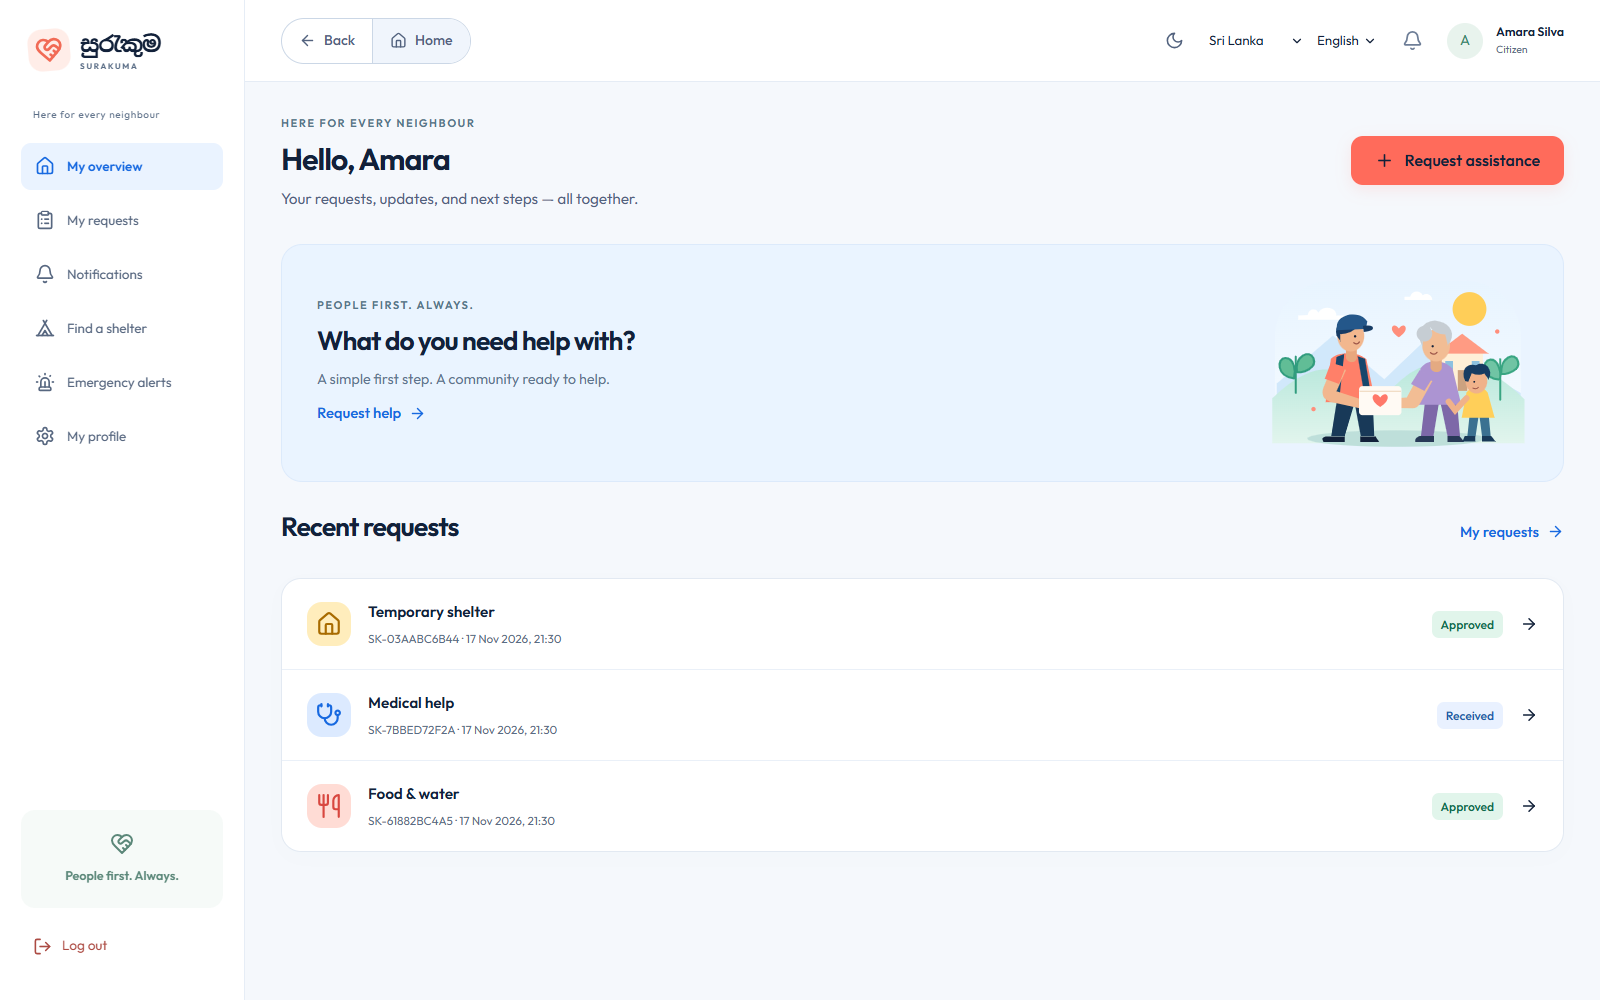 සුරැකුම
SURAKUMA
Here for every neighbour
My overview
My requests
Notifications
Find a shelter
Emergency alerts
My profile
People first. Always.
Log out
Back
Home
Sri Lanka
English
A
Amara Silva
Citizen
HERE FOR EVERY NEIGHBOUR
Hello, Amara
Your requests, updates, and next steps — all together.
Request assistance
PEOPLE FIRST. ALWAYS.
What do you need help with?
A simple first step. A community ready to help.
Request help
Recent requests
My requests
Temporary shelter
SK-03AABC6B44 · 17 Nov 2026, 21:30
Approved
Medical help
SK-7BBED72F2A · 17 Nov 2026, 21:30
Received
Food & water
SK-61882BC4A5 · 17 Nov 2026, 21:30
Approved